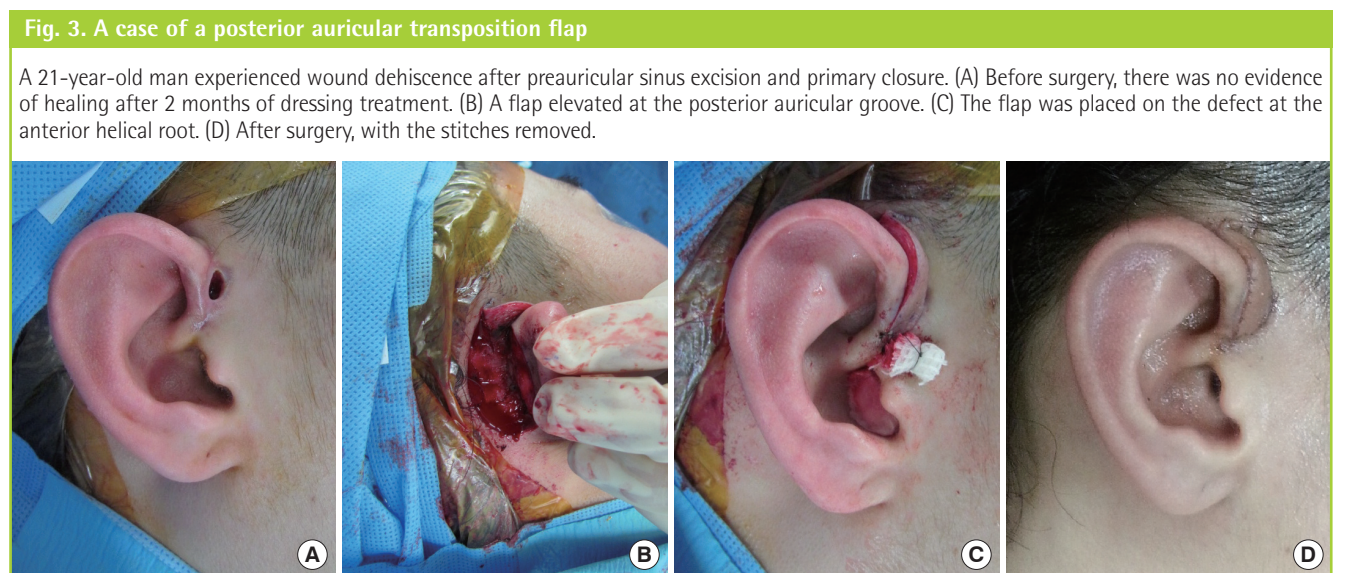 Fig. 3. A case of a posterior auricular transposition flap
A 21-year-old man experienced wound dehiscence after preauricular sinus excision and primary closure. (A) Before surgery, there was no evidence
of healing after 2 months of dressing treatment. (B) A flap elevated at the posterior auricular groove. (C) The flap was placed on the defect at the
anterior helical root. (D) After surgery, with the stitches removed.
A
B
C
D